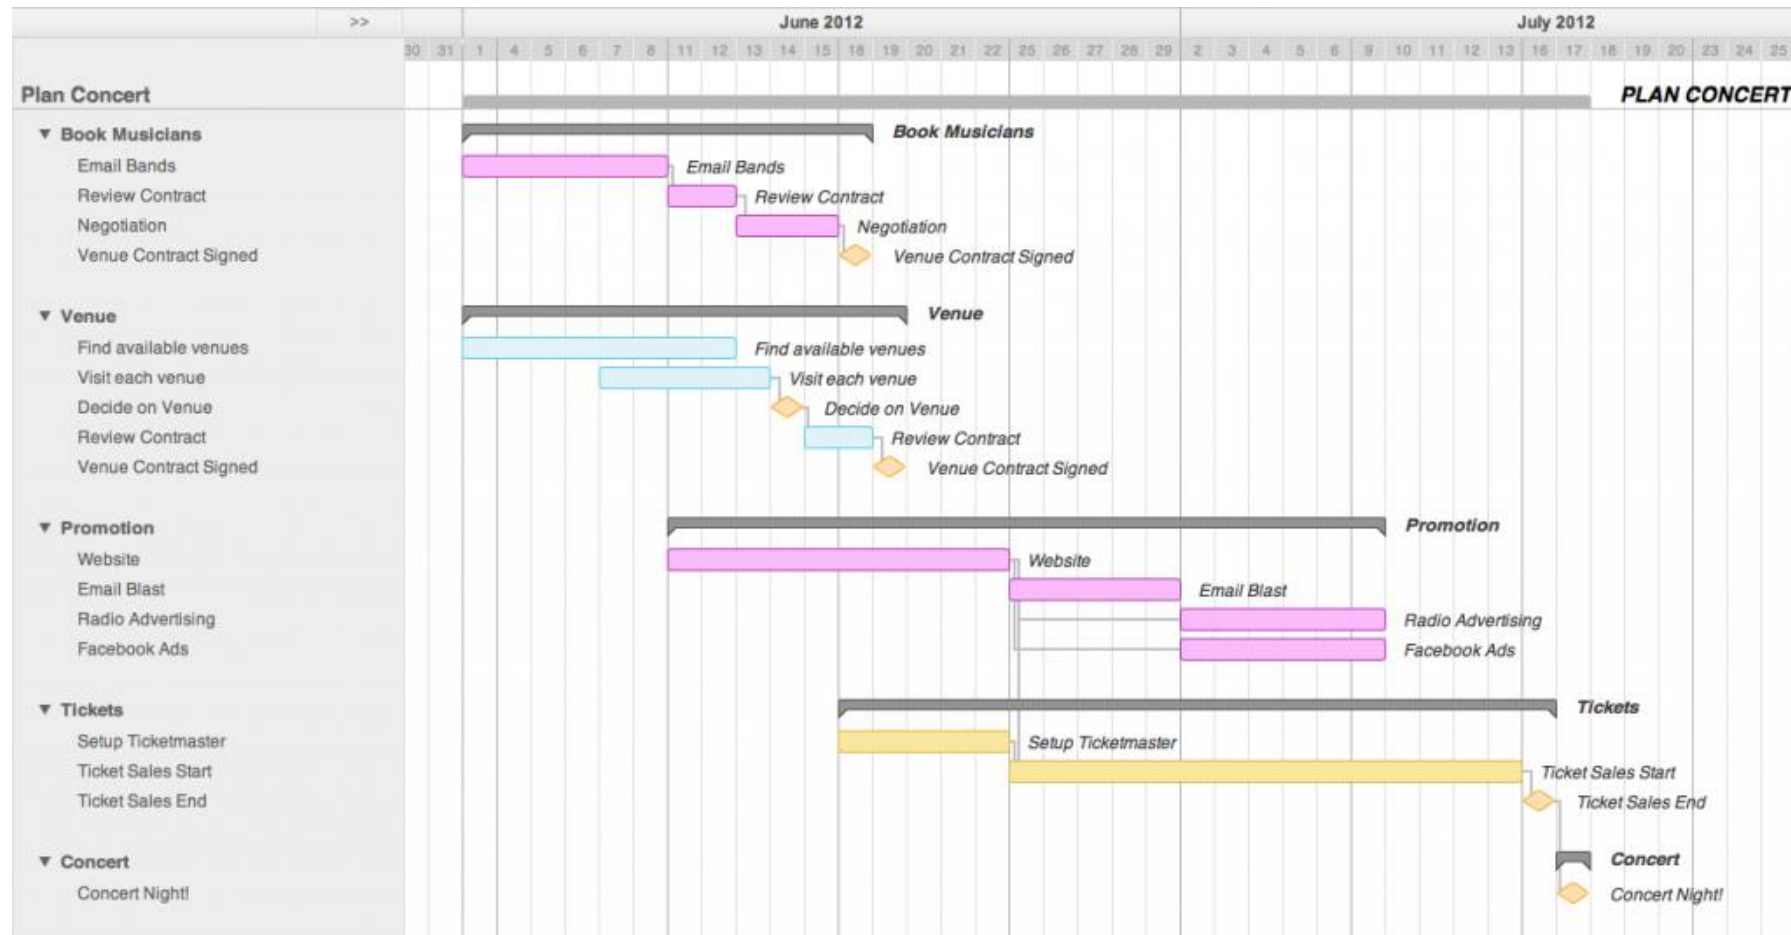 >> June 2012 July 2012
30 31 1 4 5 6 7 8 11 12 13 14 15 18 19 20 21 22 25 26 27 28 29 2 3 4 5 6 9 10 11 12 13 16 17 18 19 20 23 24 25
Plan Concert PLAN CONCERT
▼ Book Musicians Book Musicians
Email Bands Email Bands
Review Contract Review Contract
Negotiation Negotiation
Venue Contract Signed Venue Contract Signed
▼ Venue Venue
Find available venues Find available venues
Visit each venue Visit each venue
Decide on Venue Decide on Venue
Review Contract Review Contract
Venue Contract Signed Venue Contract Signed
▼ Promotion Promotion
Website Website
Email Blast Email Blast
Radio Advertising Radio Advertising
Facebook Ads Facebook Ads
▼ Tickets Tickets
Setup Ticketmaster Setup Ticketmaster
Ticket Sales Start Ticket Sales Start
Ticket Sales End Ticket Sales End
▼ Concert Concert
Concert Night! Concert Night!